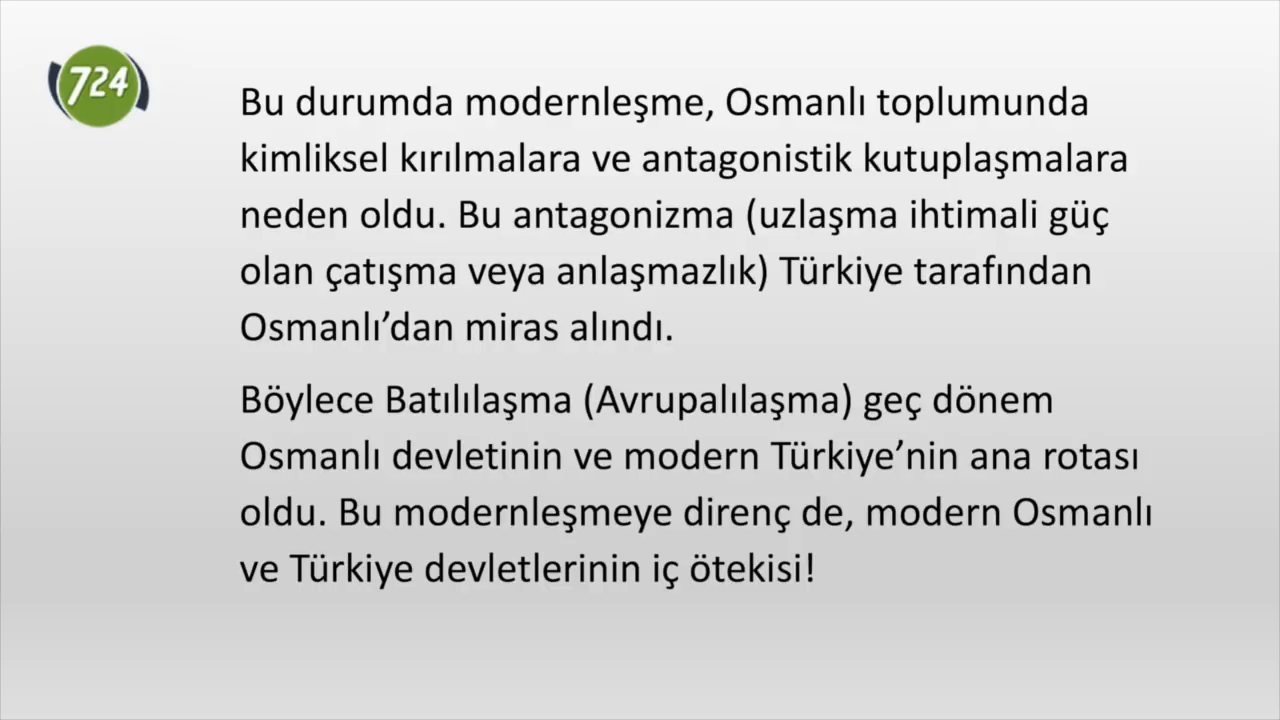 724
Bu durumda modernleşme, Osmanlı toplumunda
kimliksel kırılmalara ve antagonistik kutuplaşmalara
neden oldu. Bu antagonizma (uzlaşma ihtimali güç
olan çatışma veya anlaşmazlık) Türkiye tarafından
Osmanlı’dan miras alındı.
Böylece Batılılaşma (Avrupalılaşma) geç dönem
Osmanlı devletinin ve modern Türkiye’nin ana rotası
oldu. Bu modernleşmeye direnç de, modern Osmanlı
ve Türkiye devletlerinin iç ötekisi!